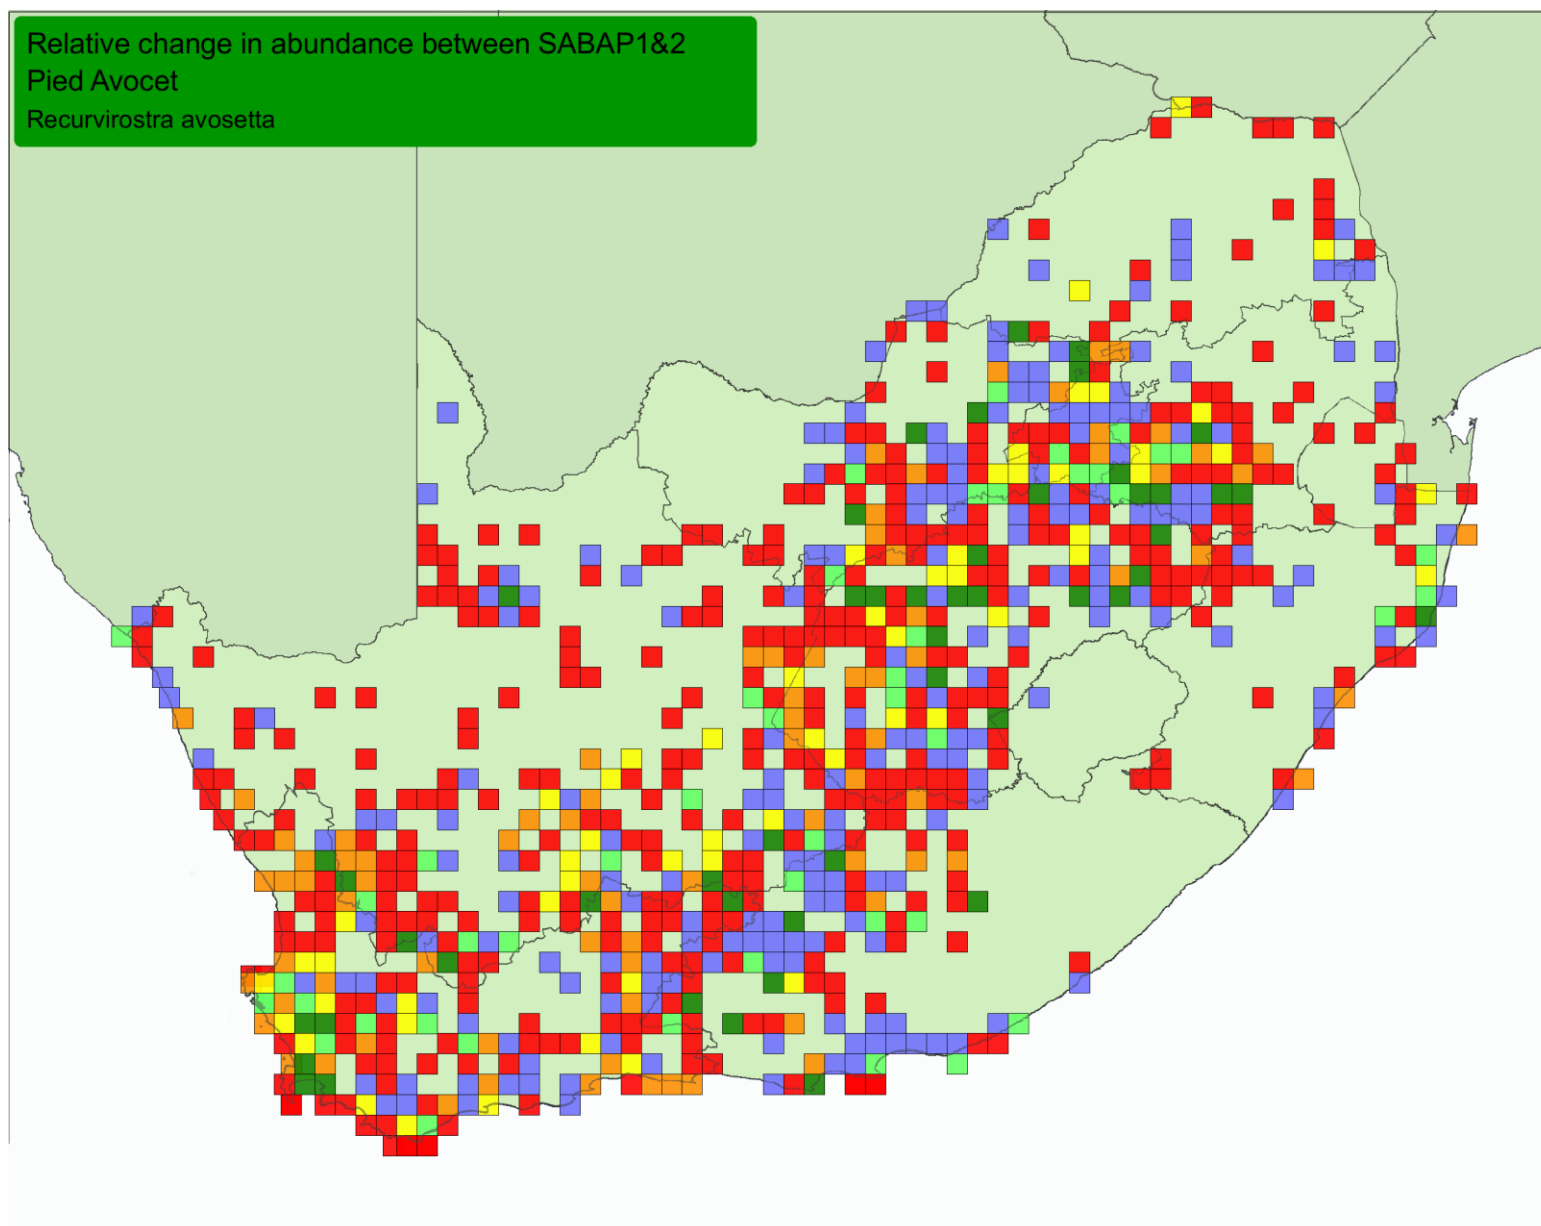 Relative change in abundance between SABAP1&2
Pied Avocet
Recurvirostra avosetta